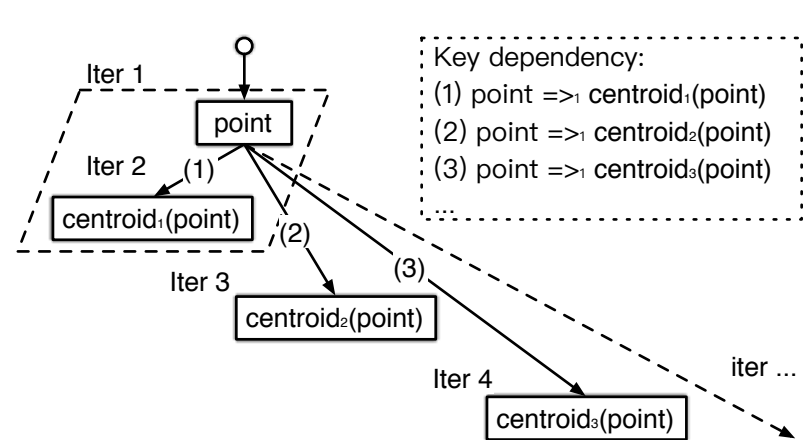 Iter 1
point
Iter 2
(1)
centroid₁(point)
(2)
Iter 3
(3)
centroid₂(point)
Iter 4
centroid₃(point)
iter ...
Key dependency:
(1) point =>₁ centroid₁(point)
(2) point =>₁ centroid₂(point)
(3) point =>₁ centroid₃(point)
...